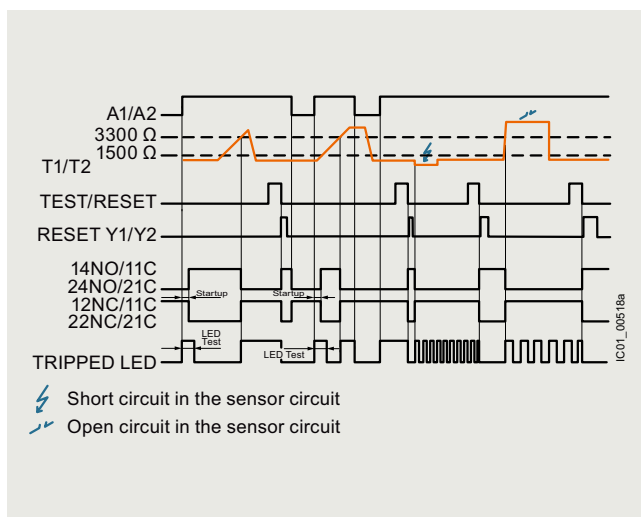 A1/A2
3300 Ω
1500 Ω
T1/T2
TEST/RESET
RESET Y1/Y2
14NO/11C
24NO/21C
Startup
Startup
12NC/11C
22NC/21C
LED
Test
LED Test
TRIPPED LED
IC01_00518a
Short circuit in the sensor circuit
Open circuit in the sensor circuit